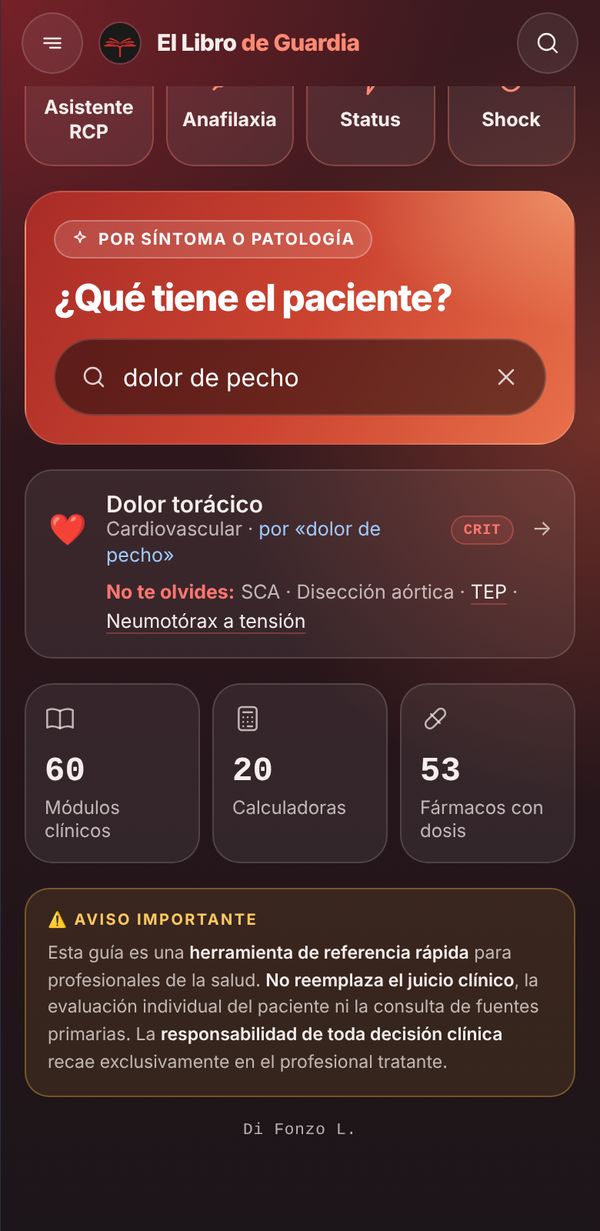 El Libro de Guardia
Asistente
RCP
Anafilaxia
Status
Shock
POR SÍNTOMA O PATOLOGÍA
¿Qué tiene el paciente?
dolor de pecho
Dolor torácico
Cardiovascular · por «dolor de
pecho»
CRIT
No te olvides: SCA · Disección aórtica · TEP ·
Neumotórax a tensión
60
Módulos
clínicos
20
Calculadoras
53
Fármacos con
dosis
AVISO IMPORTANTE
Esta guía es una herramienta de referencia rápida para
profesionales de la salud. No reemplaza el juicio clínico, la
evaluación individual del paciente ni la consulta de fuentes
primarias. La responsabilidad de toda decisión clínica
recae exclusivamente en el profesional tratante.
Di Fonzo L.